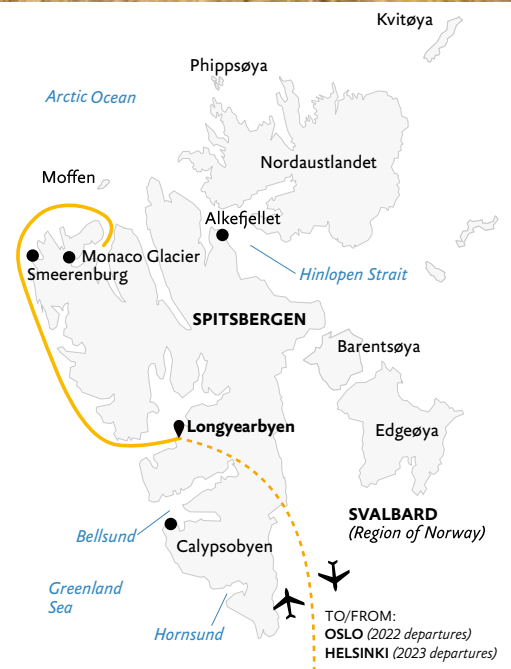 Kvitøya
Phippsøya
Arctic Ocean
Nordaustlandet
Moffen
Alkefjellet
Monaco Glacier
Smeerenburg
Hinlopen Strait
SPITSBERGEN
Barentsøya
Longyearbyen
Edgeøya
SVALBARD
(Region of Norway)
Bellsund
Calypsobyen
Greenland
Sea
Hornsund
TO/FROM:
OSLO (2022 departures)
HELSINKI (2023 departures)